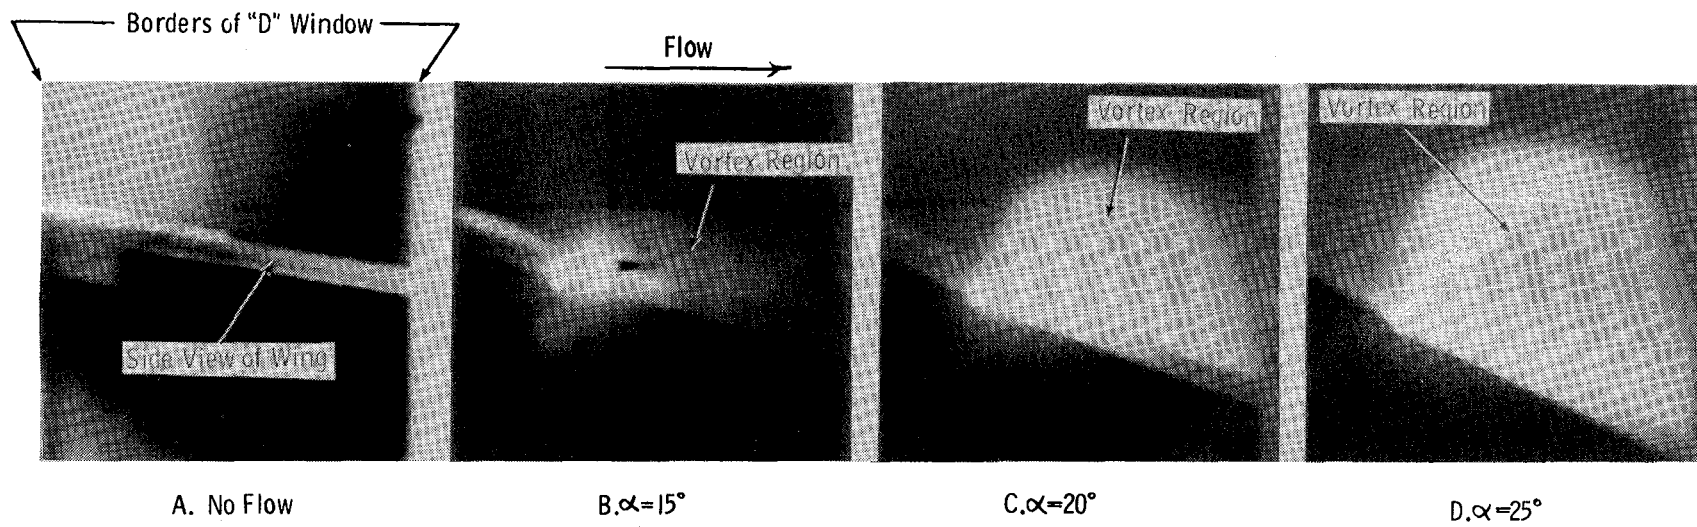 Borders of "D" Window
Flow
Vortex Region
Vortex Region
Vortex Region
Side View of Wing
A. No Flow
B. α=15°
C. α=20°
D. α=25°